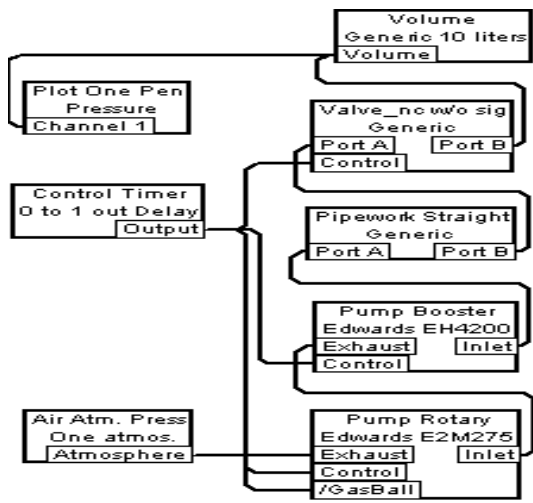 Volume
Generic 10 liters
Volume
Plot One Pen
Pressure
Channel 1
Valve_nc w/o sig
Generic
Port A Port B
Control
Control Timer
0 to 1 out Delay
Output
Pipework Straight
Generic
Port A Port B
Pump Booster
Edwards EH4200
Exhaust Inlet
Control
Air Atm. Press
One atmos.
Atmosphere
Pump Rotary
Edwards E2M275
Exhaust Inlet
Control
/GasBall